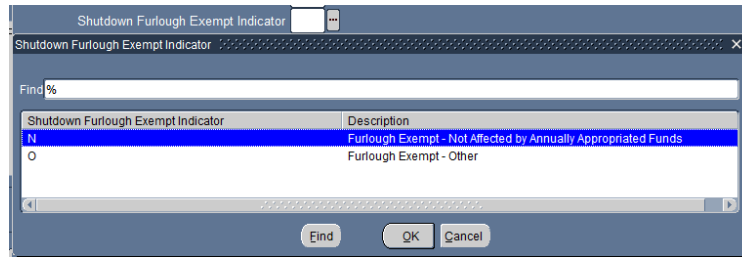 Shutdown Furlough Exempt Indicator ...
Shutdown Furlough Exempt Indicator X
Find %
Shutdown Furlough Exempt Indicator Description
N Furlough Exempt - Not Affected by Annually Appropriated Funds
O Furlough Exempt - Other
Find OK Cancel